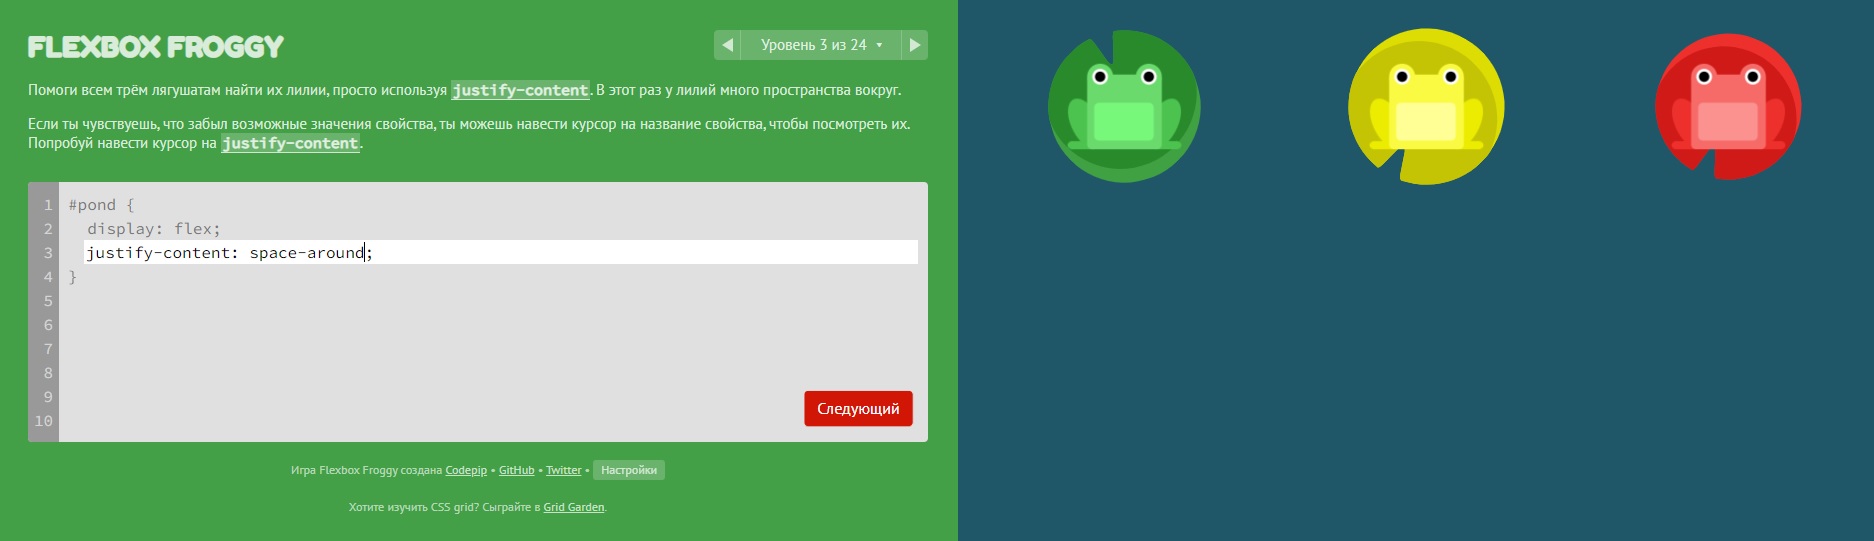 FLEXBOX FROGGY
Уровень 3 из 24
Помоги всем трём лягушатам найти их лилии, просто используя justify-content. В этот раз у лилий много пространства вокруг.
Если ты чувствуешь, что забыл возможные значения свойства, ты можешь навести курсор на название свойства, чтобы посмотреть их.
Попробуй навести курсор на justify-content.
1 #pond {
2 display: flex;
3 justify-content: space-around;
4 }
5
6
7
8
9
10
Следующий
Игра Flexbox Froggy создана Codepip • GitHub • Twitter • Настройки
Хотите изучить CSS grid? Сыграйте в Grid Garden.